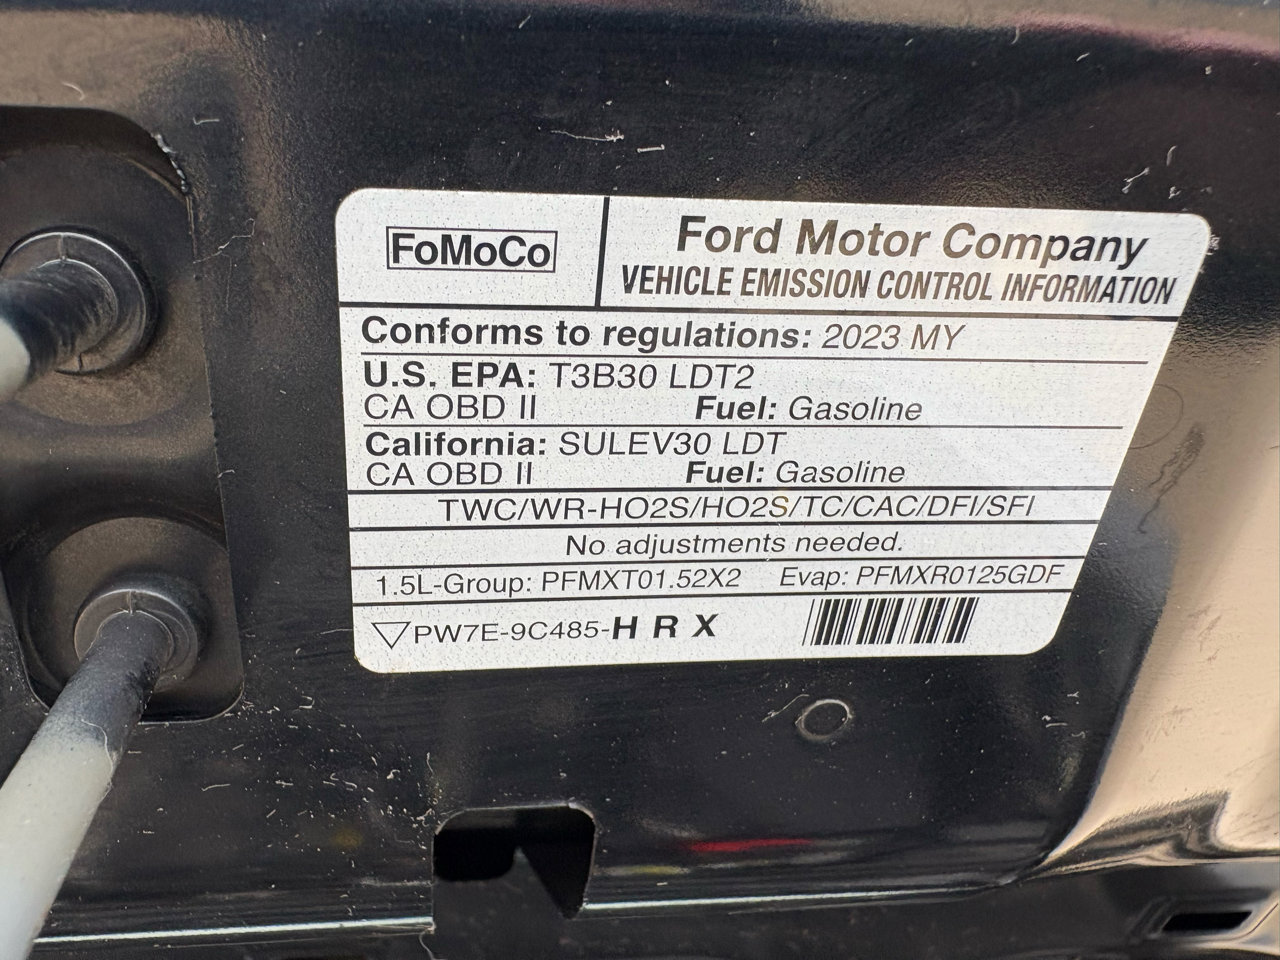 FoMoCo
Ford Motor Company
VEHICLE EMISSION CONTROL INFORMATION
Conforms to regulations: 2023 MY
U.S. EPA: T3B30 LDT2
CA OBD II Fuel: Gasoline
California: SULEV30 LDT
CA OBD II Fuel: Gasoline
TWC/WR-HO2S/HO2S/TC/CAC/DFI/SFI
No adjustments needed.
1.5L-Group: PFMXT01.52X2 Evap: PFMXR0125GDF
PW7E-9C485-HRX